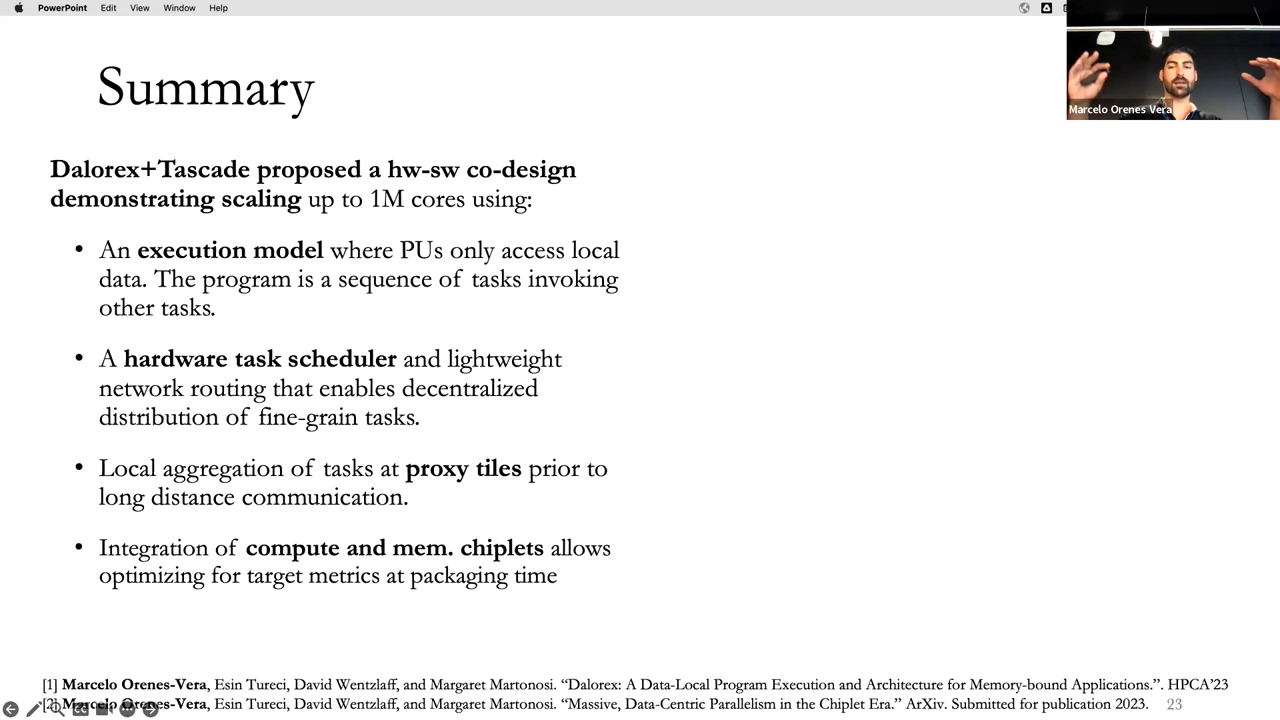 PowerPoint Edit View Window Help
Marcelo Orenes Vera
Summary
Dalorex+Tascade proposed a hw-sw co-design
demonstrating scaling up to 1M cores using:
• An execution model where PUs only access local
data. The program is a sequence of tasks invoking
other tasks.
• A hardware task scheduler and lightweight
network routing that enables decentralized
distribution of fine-grain tasks.
• Local aggregation of tasks at proxy tiles prior to
long distance communication.
• Integration of compute and mem. chiplets allows
optimizing for target metrics at packaging time
[1] Marcelo Orenes-Vera, Esin Tureci, David Wentzlaff, and Margaret Martonosi. “Dalorex: A Data-Local Program Execution and Architecture for Memory-bound Applications.”. HPCA’23
[2] Marcelo Orenes-Vera, Esin Tureci, David Wentzlaff, and Margaret Martonosi. “Massive, Data-Centric Parallelism in the Chiplet Era.” ArXiv. Submitted for publication 2023. 23